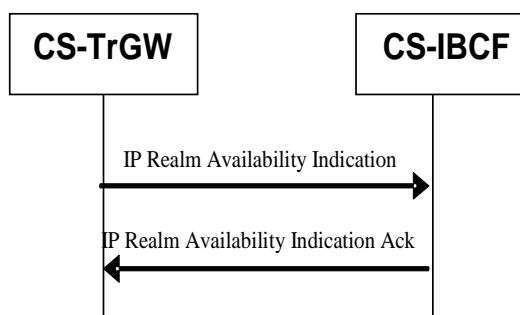 CS-TrGW
CS-IBCF
IP Realm Availability Indication
IP Realm Availability Indication Ack